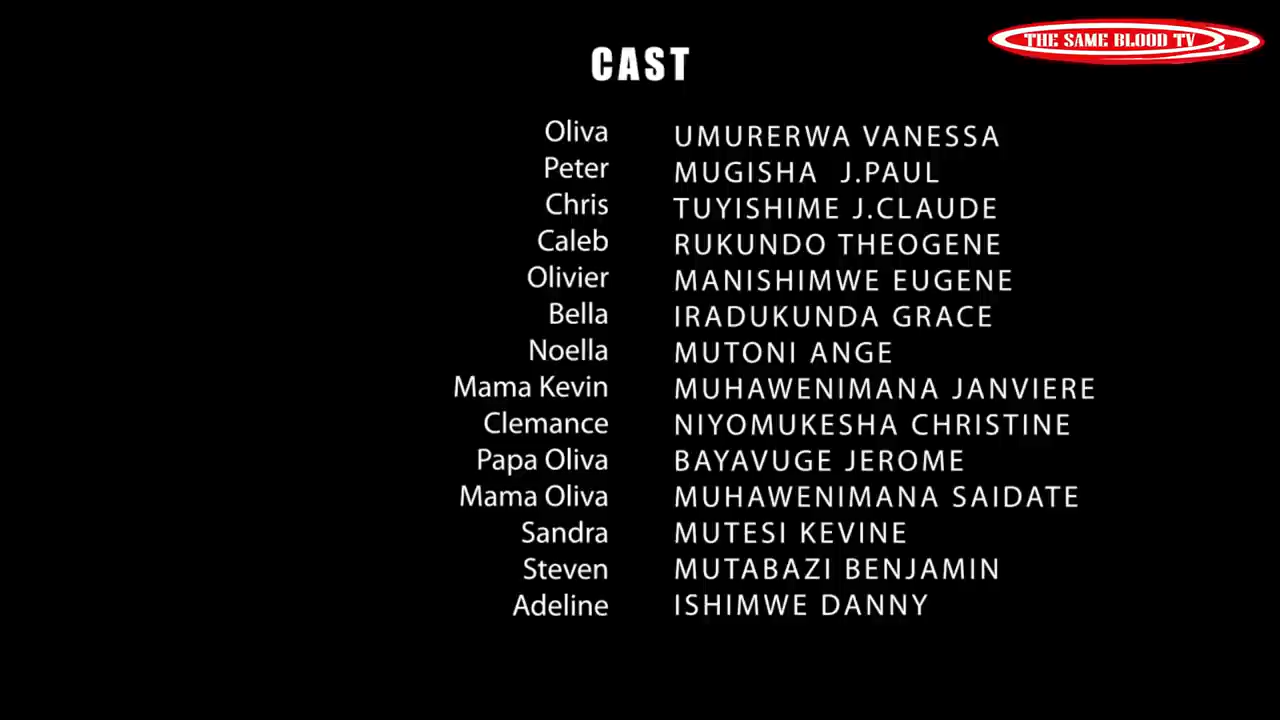 THE SAME BLOOD TV
CAST
Oliva UMURERWA VANESSA
Peter MUGISHA J.PAUL
Chris TUYISHIME J.CLAUDE
Caleb RUKUNDO THEOGENE
Olivier MANISHIMWE EUGENE
Bella IRADUKUNDA GRACE
Noella MUTONI ANGE
Mama Kevin MUHAWENIMANA JANVIERE
Clemance NIYOMUKESHA CHRISTINE
Papa Oliva BAYAVUGE JEROME
Mama Oliva MUHAWENIMANA SAIDATE
Sandra MUTESI KEVINE
Steven MUTABAZI BENJAMIN
Adeline ISHIMWE DANNY